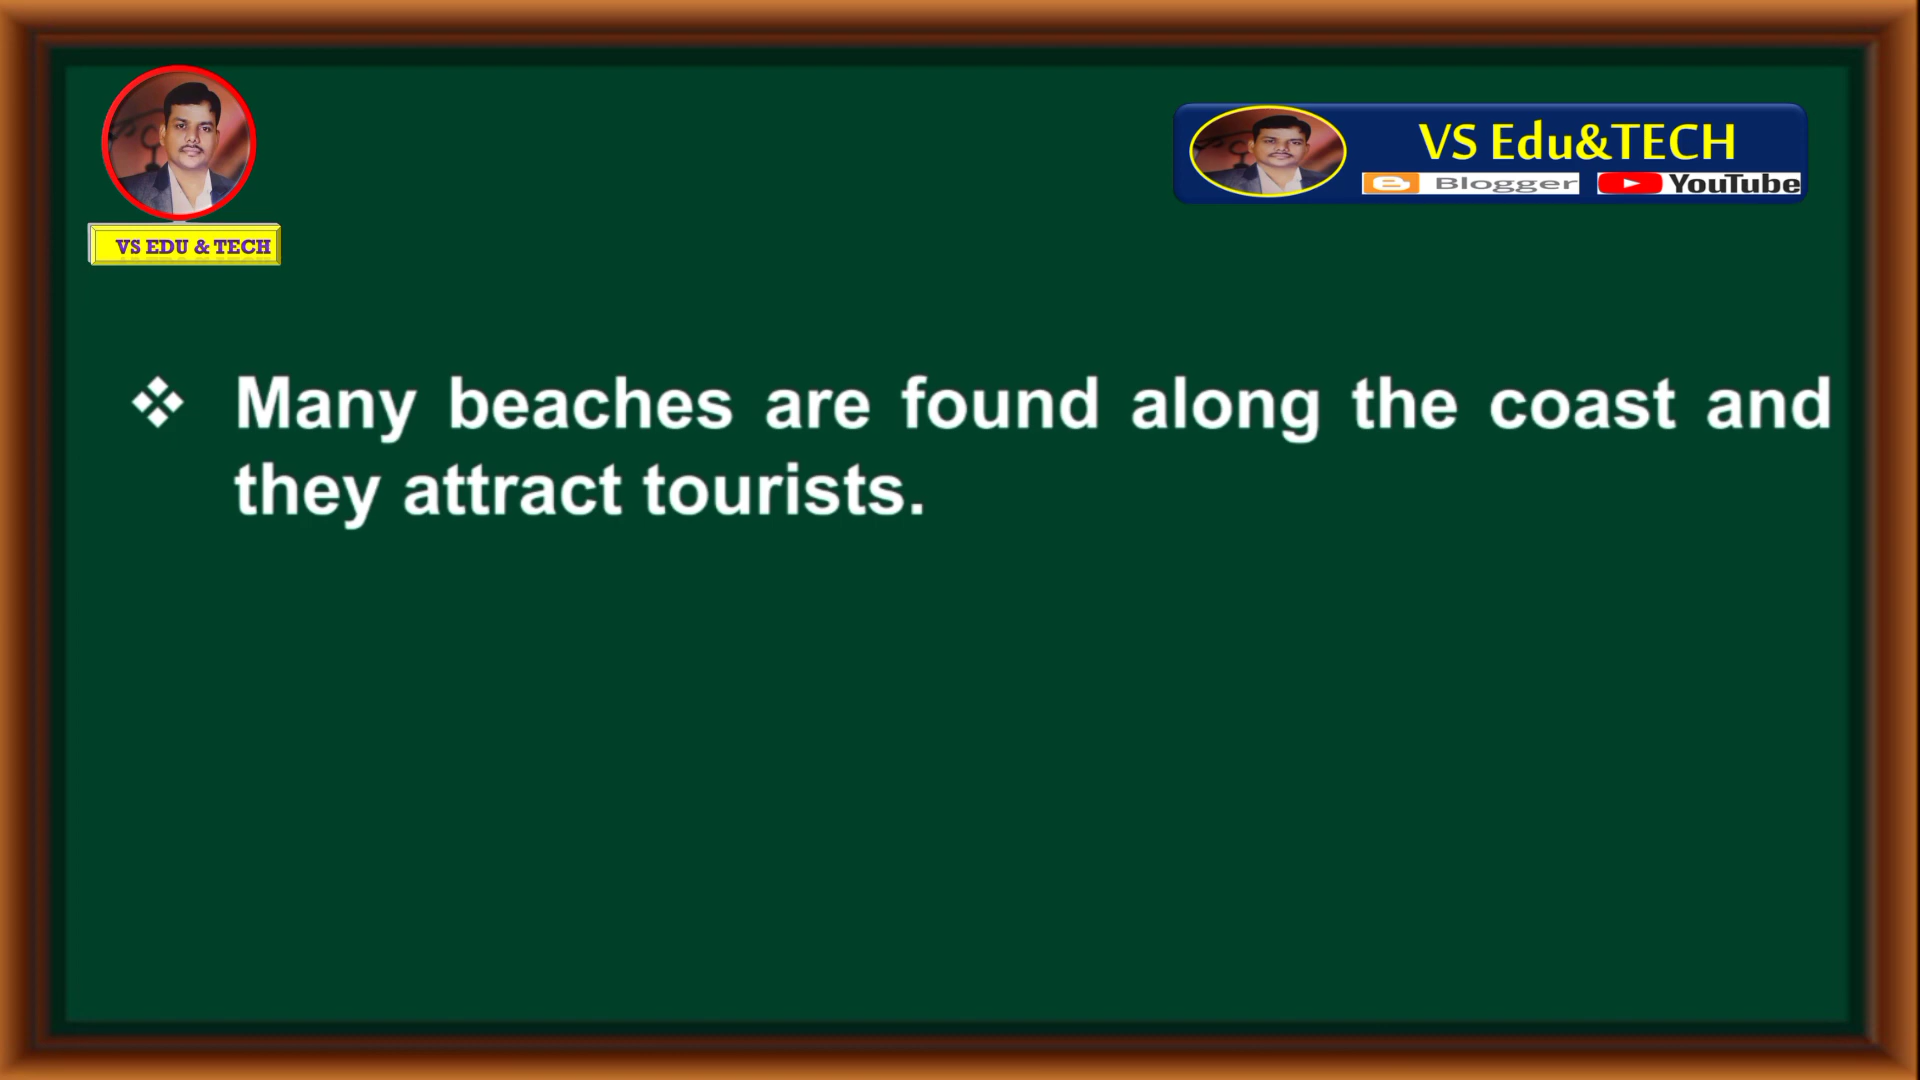 VS Edu&TECH
Blogger YouTube
VS EDU & TECH
❖ Many beaches are found along the coast and
they attract tourists.